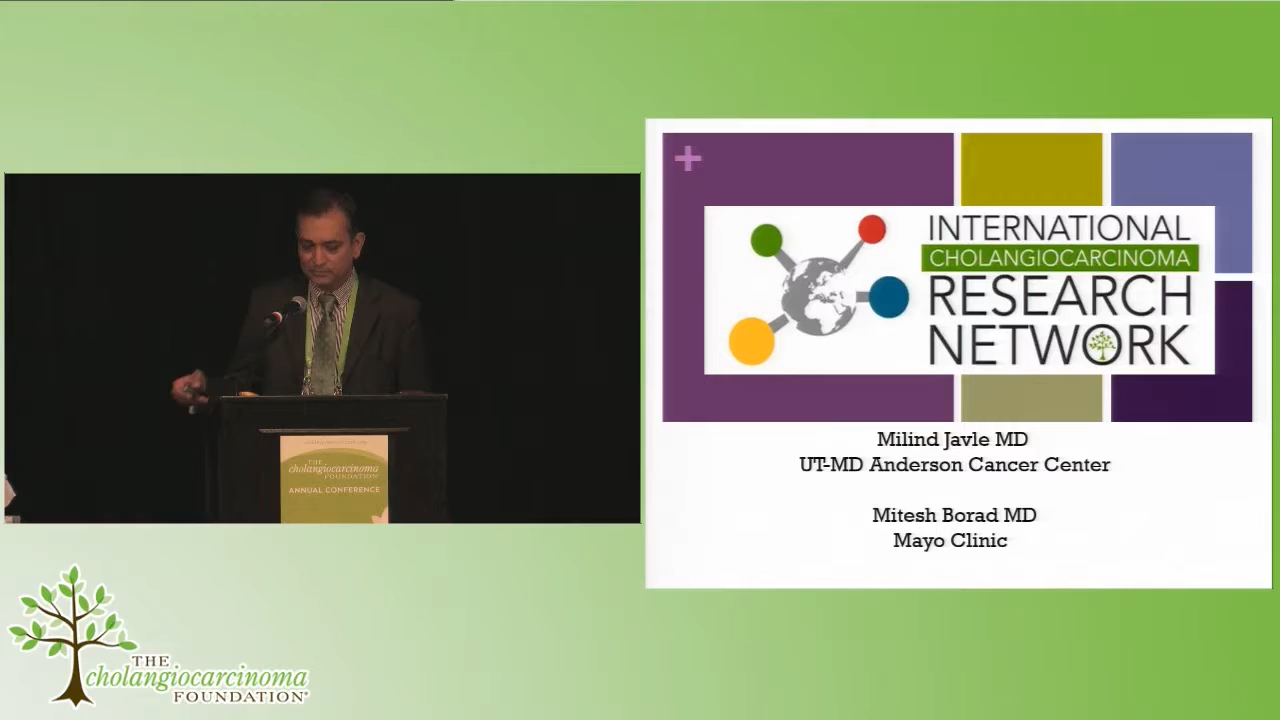 THE
cholangiocarcinoma
FOUNDATION
ANNUAL CONFERENCE
+
INTERNATIONAL
CHOLANGIOCARCINOMA
RESEARCH
NETWORK
Milind Javle MD
UT-MD Anderson Cancer Center
Mitesh Borad MD
Mayo Clinic
THE
cholangiocarcinoma
FOUNDATION®